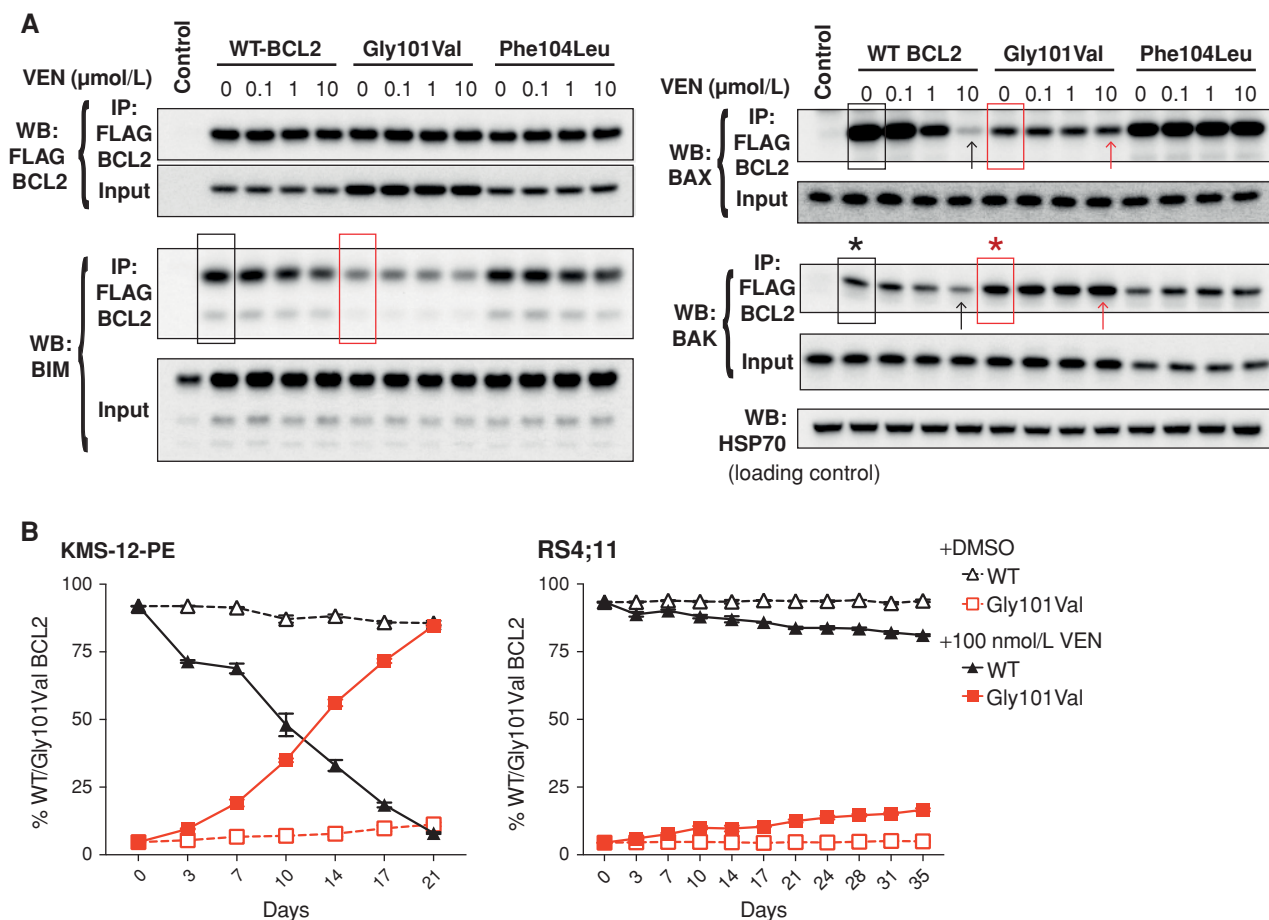 A
Control
WT-BCL2 Gly101Val Phe104Leu
VEN (μmol/L) 0 0.1 1 10 0 0.1 1 10 0 0.1 1 10
WB:
FLAG
BCL2
IP:
FLAG
BCL2
Input
WB:
BIM
IP:
FLAG
BCL2
Input
Control
WT BCL2 Gly101Val Phe104Leu
VEN (μmol/L) 0 0.1 1 10 0 0.1 1 10 0 0.1 1 10
WB:
BAX
IP:
FLAG
BCL2
Input
* *
WB:
BAK
IP:
FLAG
BCL2
Input
WB:
HSP70
(loading control)
B
KMS-12-PE
% WT/Gly101Val BCL2
100
75
50
25
0
0 3 7 10 14 17 21
Days
RS4;11
% WT/Gly101Val BCL2
100
75
50
25
0
0 3 7 10 14 17 21 24 28 31 35
Days
+DMSO
WT
Gly101Val
+100 nmol/L VEN
WT
Gly101Val